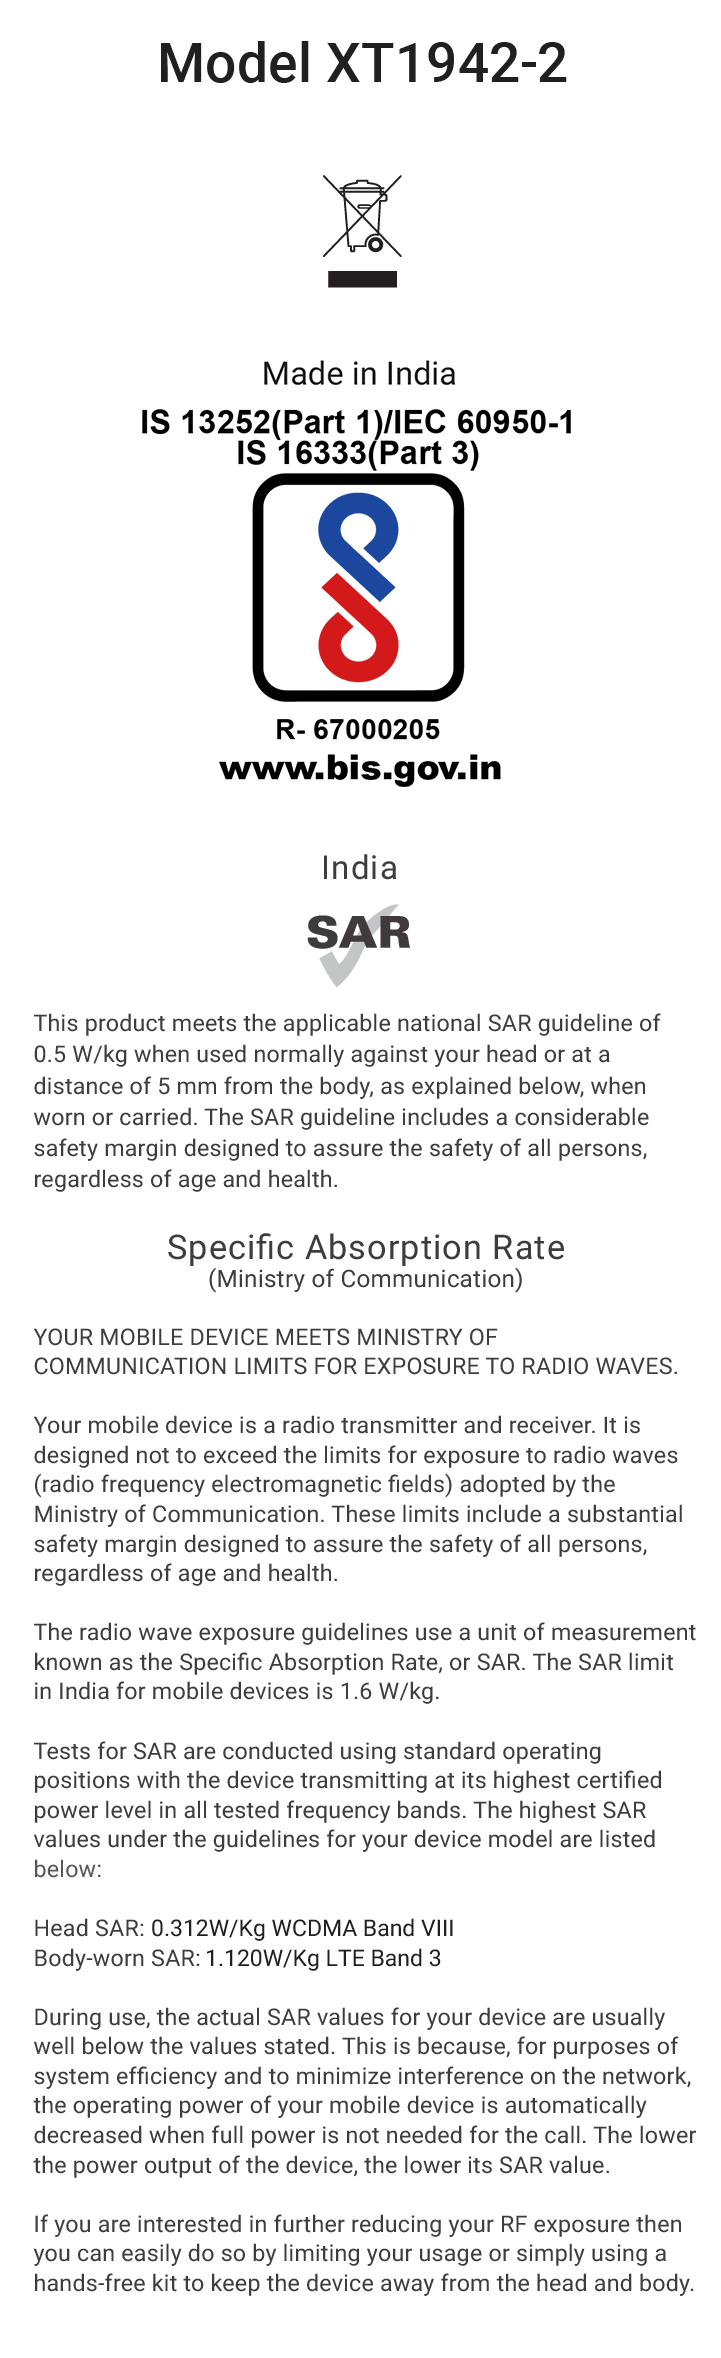 Model XT1942-2
Made in India
IS 13252(Part 1)/IEC 60950-1
IS 16333(Part 3)
R- 67000205
www.bis.gov.in
India
SAR
This product meets the applicable national SAR guideline of
0.5 W/kg when used normally against your head or at a
distance of 5 mm from the body, as explained below, when
worn or carried. The SAR guideline includes a considerable
safety margin designed to assure the safety of all persons,
regardless of age and health.
Specific Absorption Rate
(Ministry of Communication)
YOUR MOBILE DEVICE MEETS MINISTRY OF
COMMUNICATION LIMITS FOR EXPOSURE TO RADIO WAVES.
Your mobile device is a radio transmitter and receiver. It is
designed not to exceed the limits for exposure to radio waves
(radio frequency electromagnetic fields) adopted by the
Ministry of Communication. These limits include a substantial
safety margin designed to assure the safety of all persons,
regardless of age and health.
The radio wave exposure guidelines use a unit of measurement
known as the Specific Absorption Rate, or SAR. The SAR limit
in India for mobile devices is 1.6 W/kg.
Tests for SAR are conducted using standard operating
positions with the device transmitting at its highest certified
power level in all tested frequency bands. The highest SAR
values under the guidelines for your device model are listed
below:
Head SAR: 0.312W/Kg WCDMA Band VIII
Body-worn SAR: 1.120W/Kg LTE Band 3
During use, the actual SAR values for your device are usually
well below the values stated. This is because, for purposes of
system efficiency and to minimize interference on the network,
the operating power of your mobile device is automatically
decreased when full power is not needed for the call. The lower
the power output of the device, the lower its SAR value.
If you are interested in further reducing your RF exposure then
you can easily do so by limiting your usage or simply using a
hands-free kit to keep the device away from the head and body.